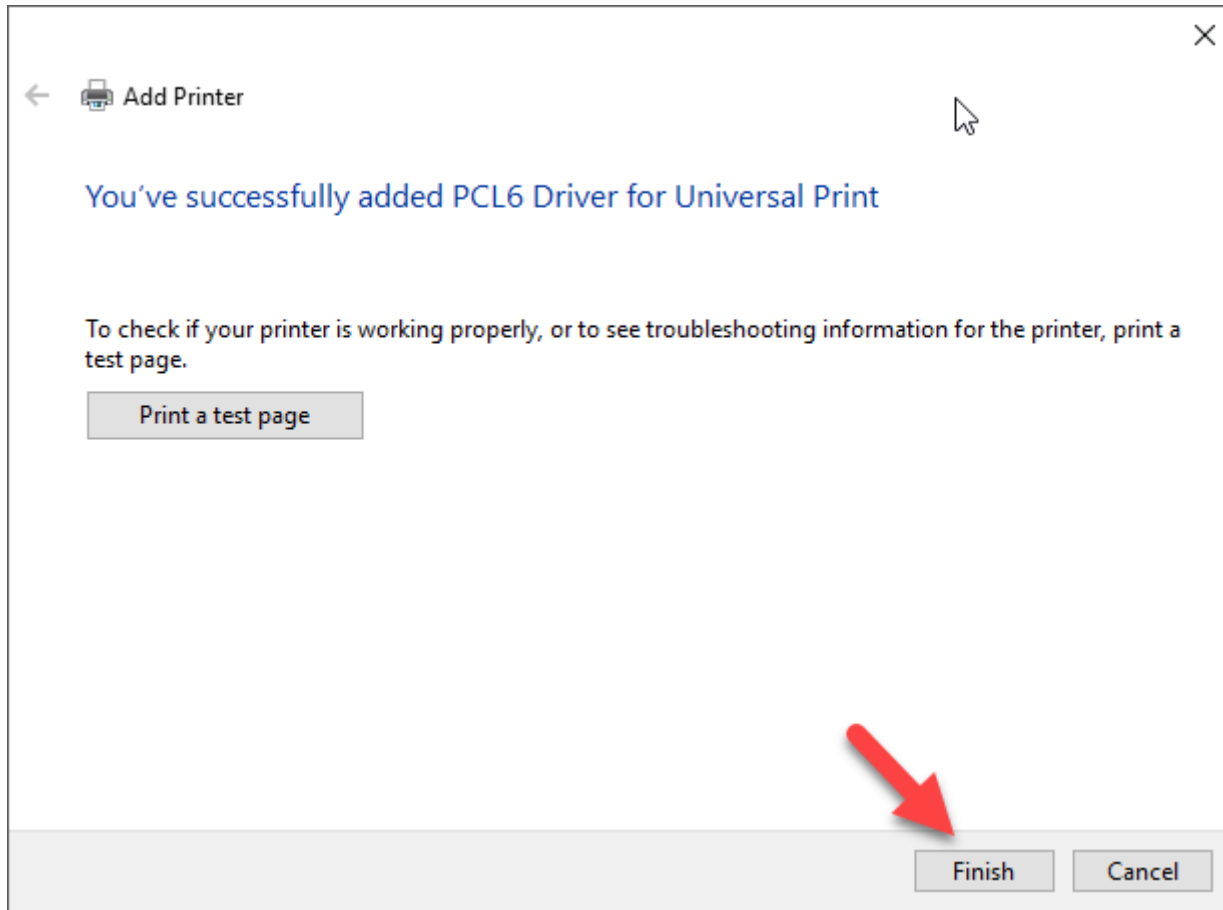 Add Printer
You’ve successfully added PCL6 Driver for Universal Print
To check if your printer is working properly, or to see troubleshooting information for the printer, print a
test page.
Print a test page
Finish
Cancel